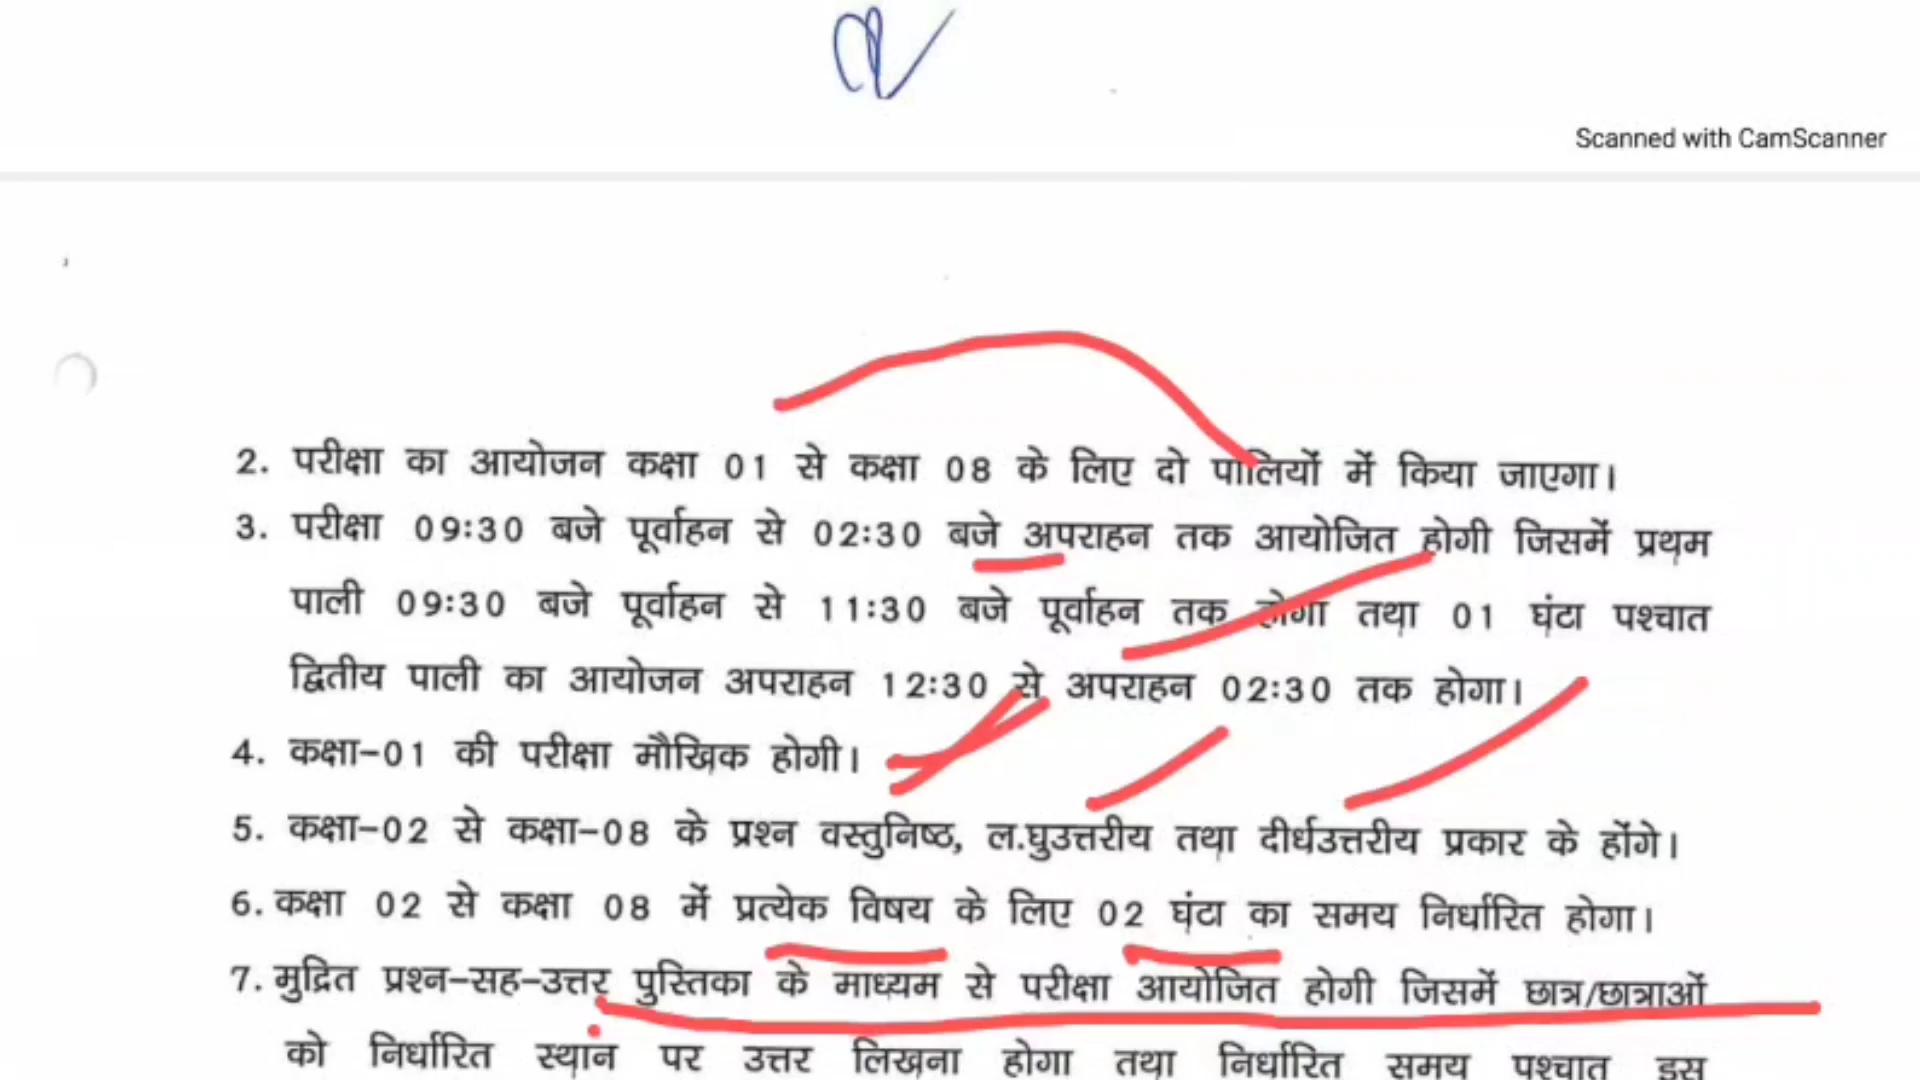 Scanned with CamScanner
2. परीक्षा का आयोजन कक्षा 01 से कक्षा 08 के लिए दो पालियों में किया जाएगा।
3. परीक्षा 09:30 बजे पूर्वाहन से 02:30 बजे अपराहन तक आयोजित होगी जिसमें प्रथम
पाली 09:30 बजे पूर्वाहन से 11:30 बजे पूर्वाहन तक होगा तथा 01 घंटा पश्चात
द्वितीय पाली का आयोजन अपराहन 12:30 से अपराहन 02:30 तक होगा।
4. कक्षा-01 की परीक्षा मौखिक होगी।
5. कक्षा-02 से कक्षा-08 के प्रश्न वस्तुनिष्ठ, ल.घुउत्तरीय तथा दीर्धउत्तरीय प्रकार के होंगे।
6. कक्षा 02 से कक्षा 08 में प्रत्येक विषय के लिए 02 घंटा का समय निर्धारित होगा।
7. मुद्रित प्रश्न-सह-उत्तर पुस्तिका के माध्यम से परीक्षा आयोजित होगी जिसमें छात्र/छात्राओं
को निर्धारित स्थान पर उत्तर लिखना होगा तथा निर्धारित समय पश्चात इस